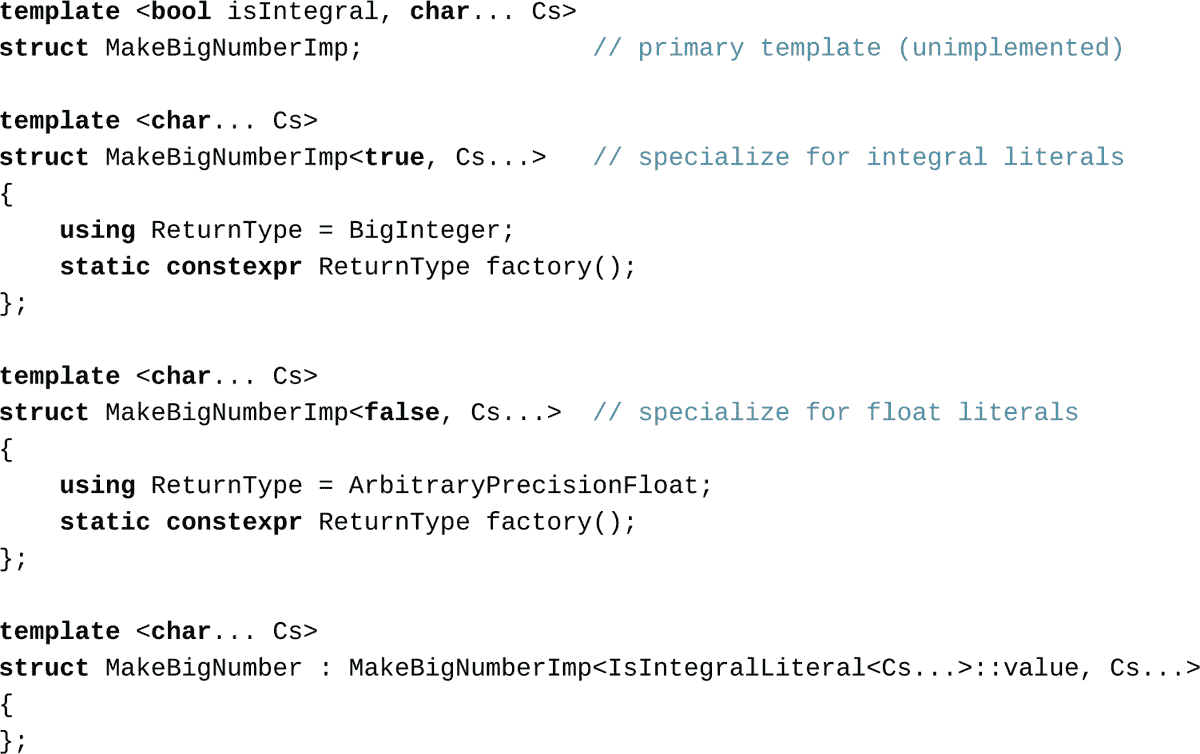 template <bool isIntegral, char... Cs>
struct MakeBigNumberImp;               // primary template (unimplemented)

template <char... Cs>
struct MakeBigNumberImp<true, Cs...>   // specialize for integral literals
{
    using ReturnType = BigInteger;
    static constexpr ReturnType factory();
};

template <char... Cs>
struct MakeBigNumberImp<false, Cs...>  // specialize for float literals
{
    using ReturnType = ArbitraryPrecisionFloat;
    static constexpr ReturnType factory();
};

template <char... Cs>
struct MakeBigNumber : MakeBigNumberImp<IsIntegralLiteral<Cs...>::value, Cs...>
{
};